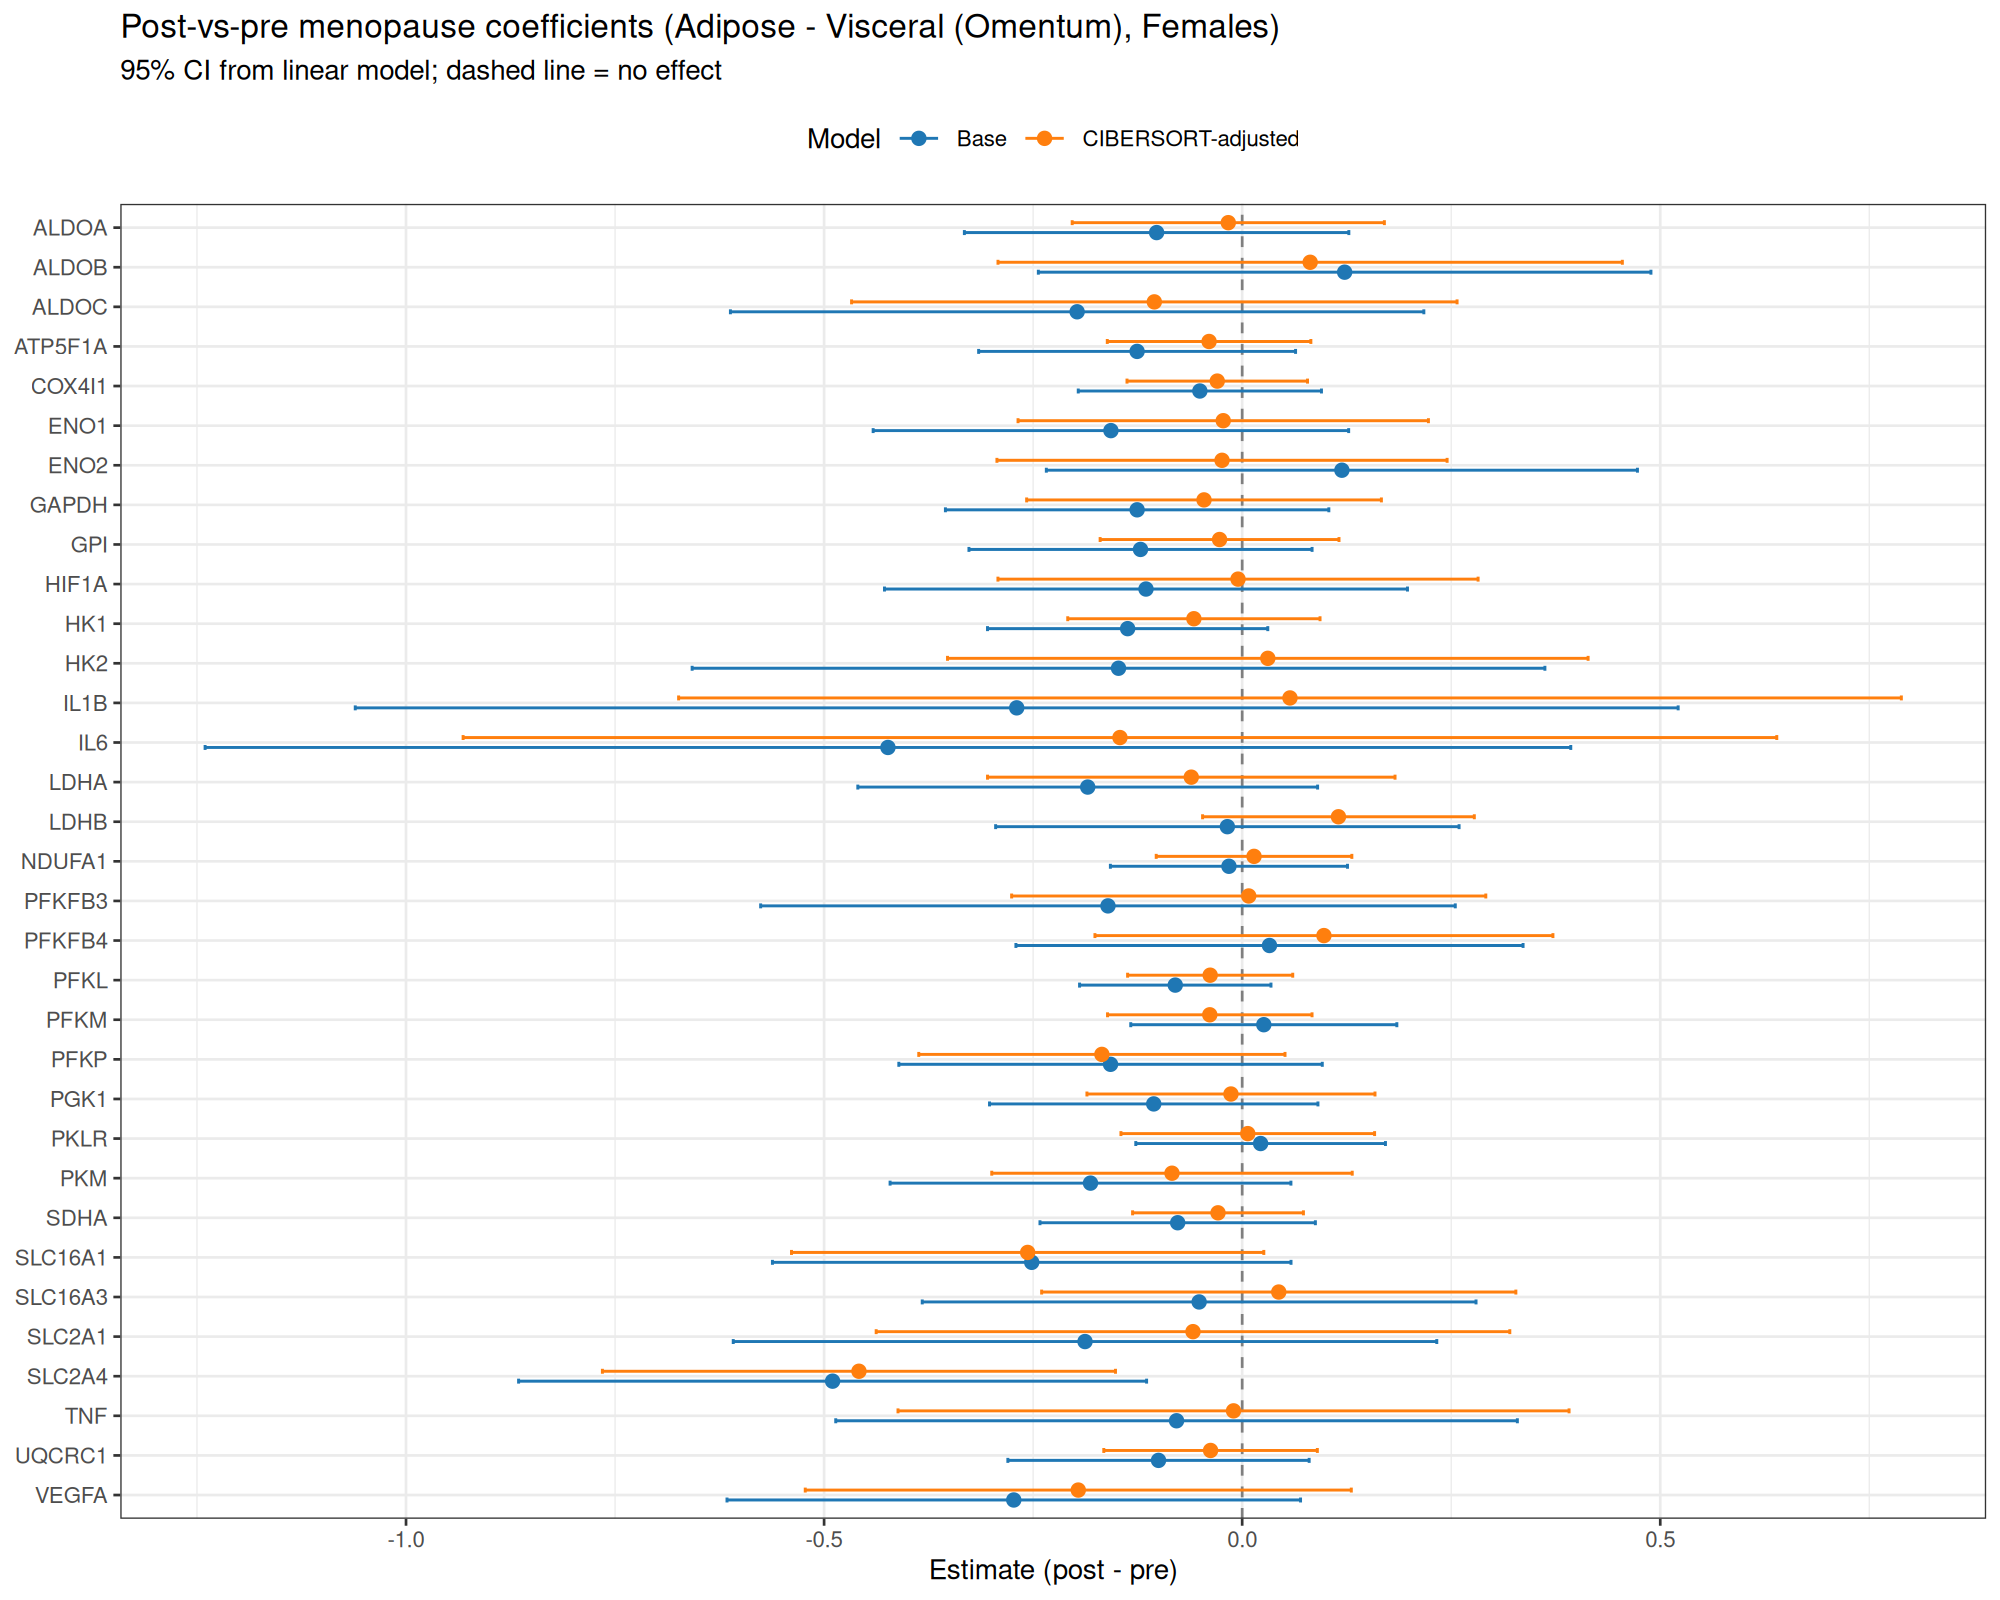 Post-vs-pre menopause coefficients (Adipose - Visceral (Omentum), Females)
95% CI from linear model; dashed line = no effect
Model Base CIBERSORT-adjusted
ALDOA
ALDOB
ALDOC
ATP5F1A
COX4I1
ENO1
ENO2
GAPDH
GPI
HIF1A
HK1
HK2
IL1B
IL6
LDHA
LDHB
NDUFA1
PFKFB3
PFKFB4
PFKL
PFKM
PFKP
PGK1
PKLR
PKM
SDHA
SLC16A1
SLC16A3
SLC2A1
SLC2A4
TNF
UQCRC1
VEGFA
-1.0 -0.5 0.0 0.5
Estimate (post - pre)